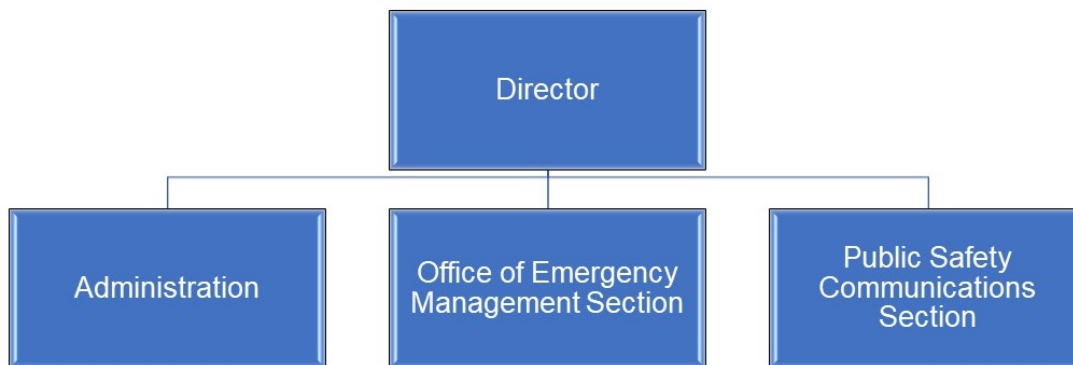 Director
Administration
Office of Emergency
Management Section
Public Safety
Communications
Section